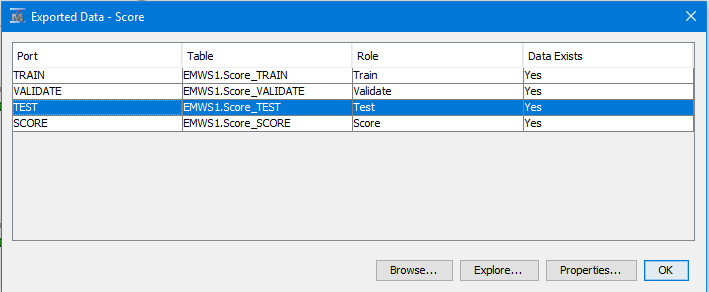 Exported Data - Score
Port Table Role Data Exists
TRAIN EMWS1.Score_TRAIN Train Yes
VALIDATE EMWS1.Score_VALIDATE Validate Yes
TEST EMWS1.Score_TEST Test Yes
SCORE EMWS1.Score_SCORE Score Yes
Browse... Explore... Properties... OK